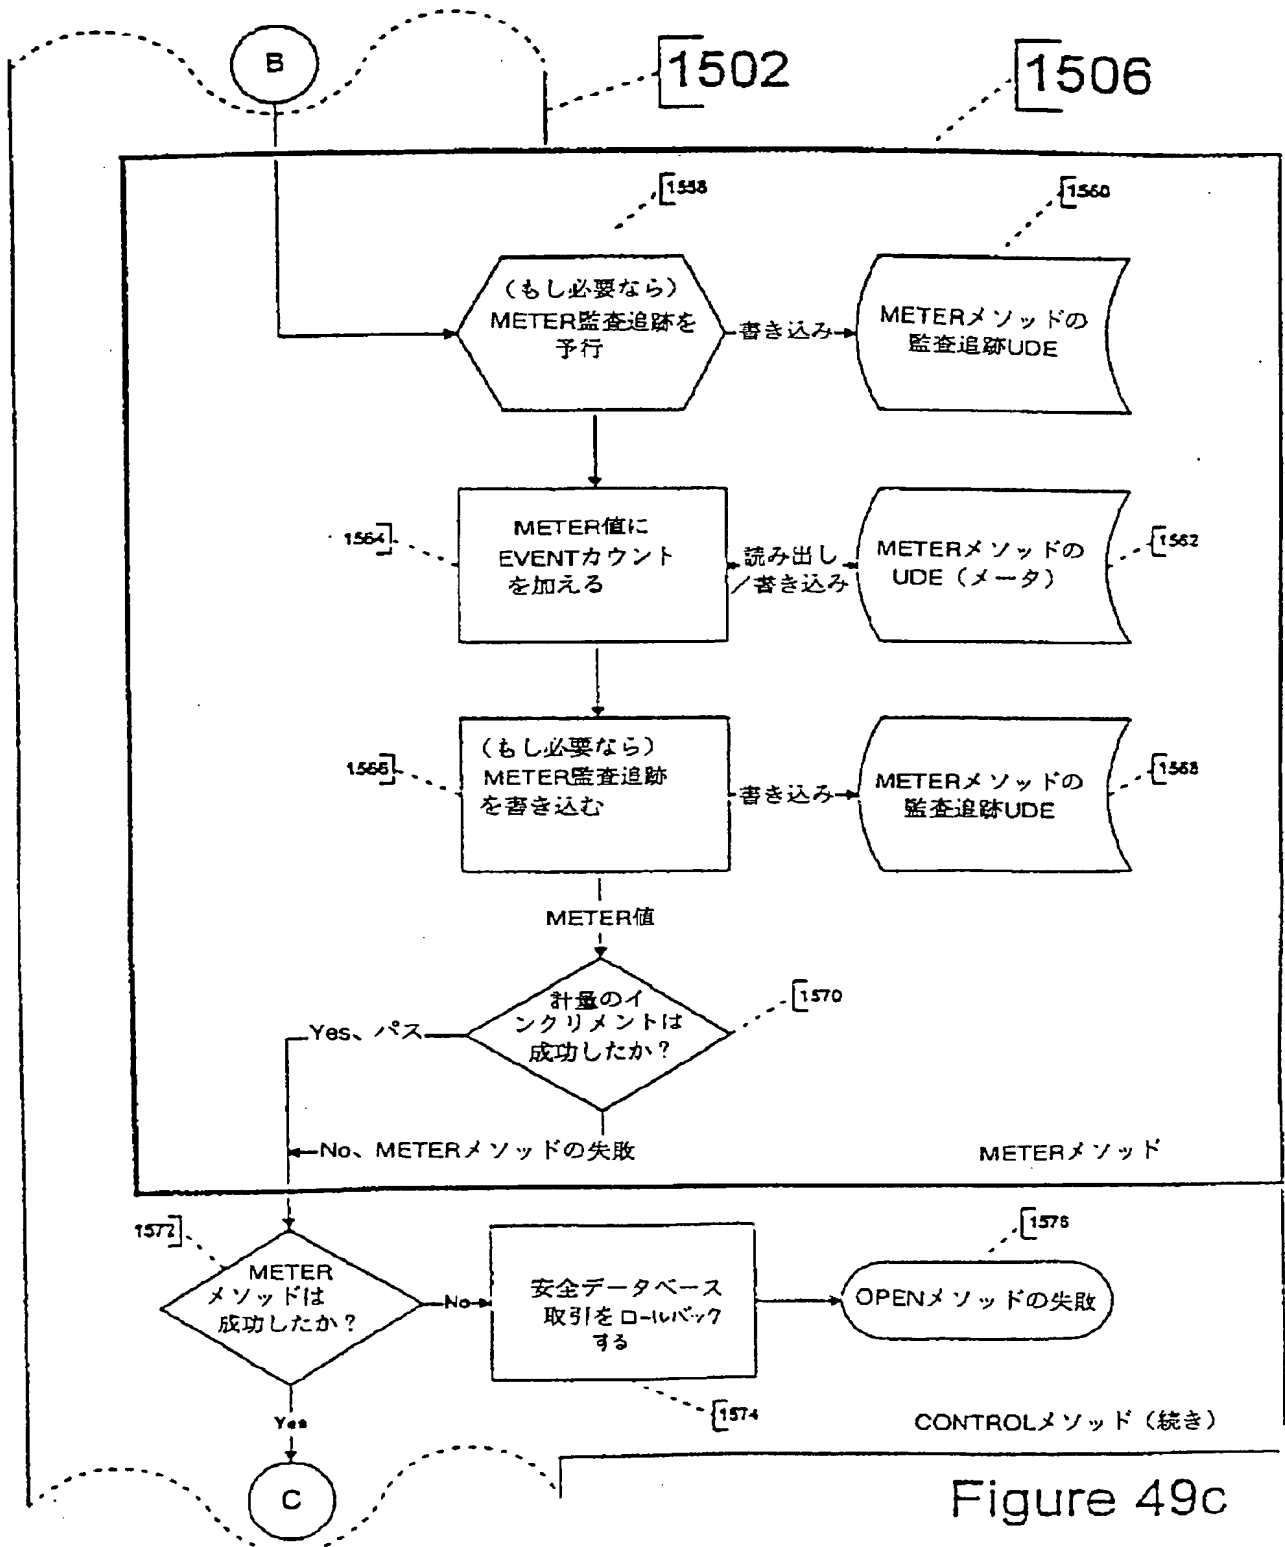 B
1502
1506
1558
1560
(もし必要なら)
METER監査追跡を
予行
書き込み
METERメソッドの
監査追跡UDE
1564
METER値に
EVENTカウント
を加える
読み出し
/書き込み
METERメソッドの
UDE(メータ)
1562
1566
(もし必要なら)
METER監査追跡
を書き込む
書き込み
METERメソッドの
監査追跡UDE
1568
METER値
計量のイ
ンクリメントは
成功したか?
1570
Yes、パス
No、METERメソッドの失敗
METERメソッド
1572
METER
メソッドは
成功したか?
No
安全データベース
取引をロールバック
する
1576
OPENメソッドの失敗
1574
Yes
CONTROLメソッド(続き)
C
Figure 49c